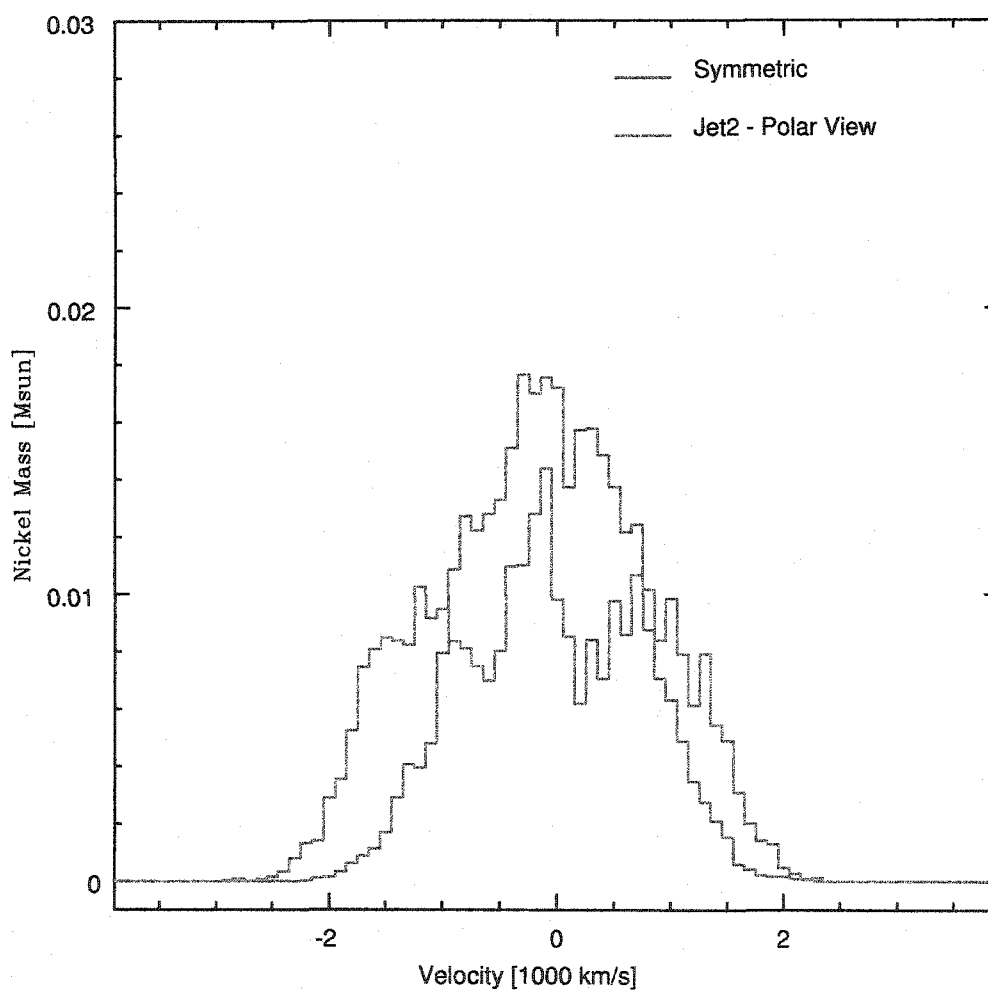 0.03
Symmetric
Jet2 - Polar View
0.02
Nickel Mass [Msun]
0.01
0
-2
0
2
Velocity [1000 km/s]